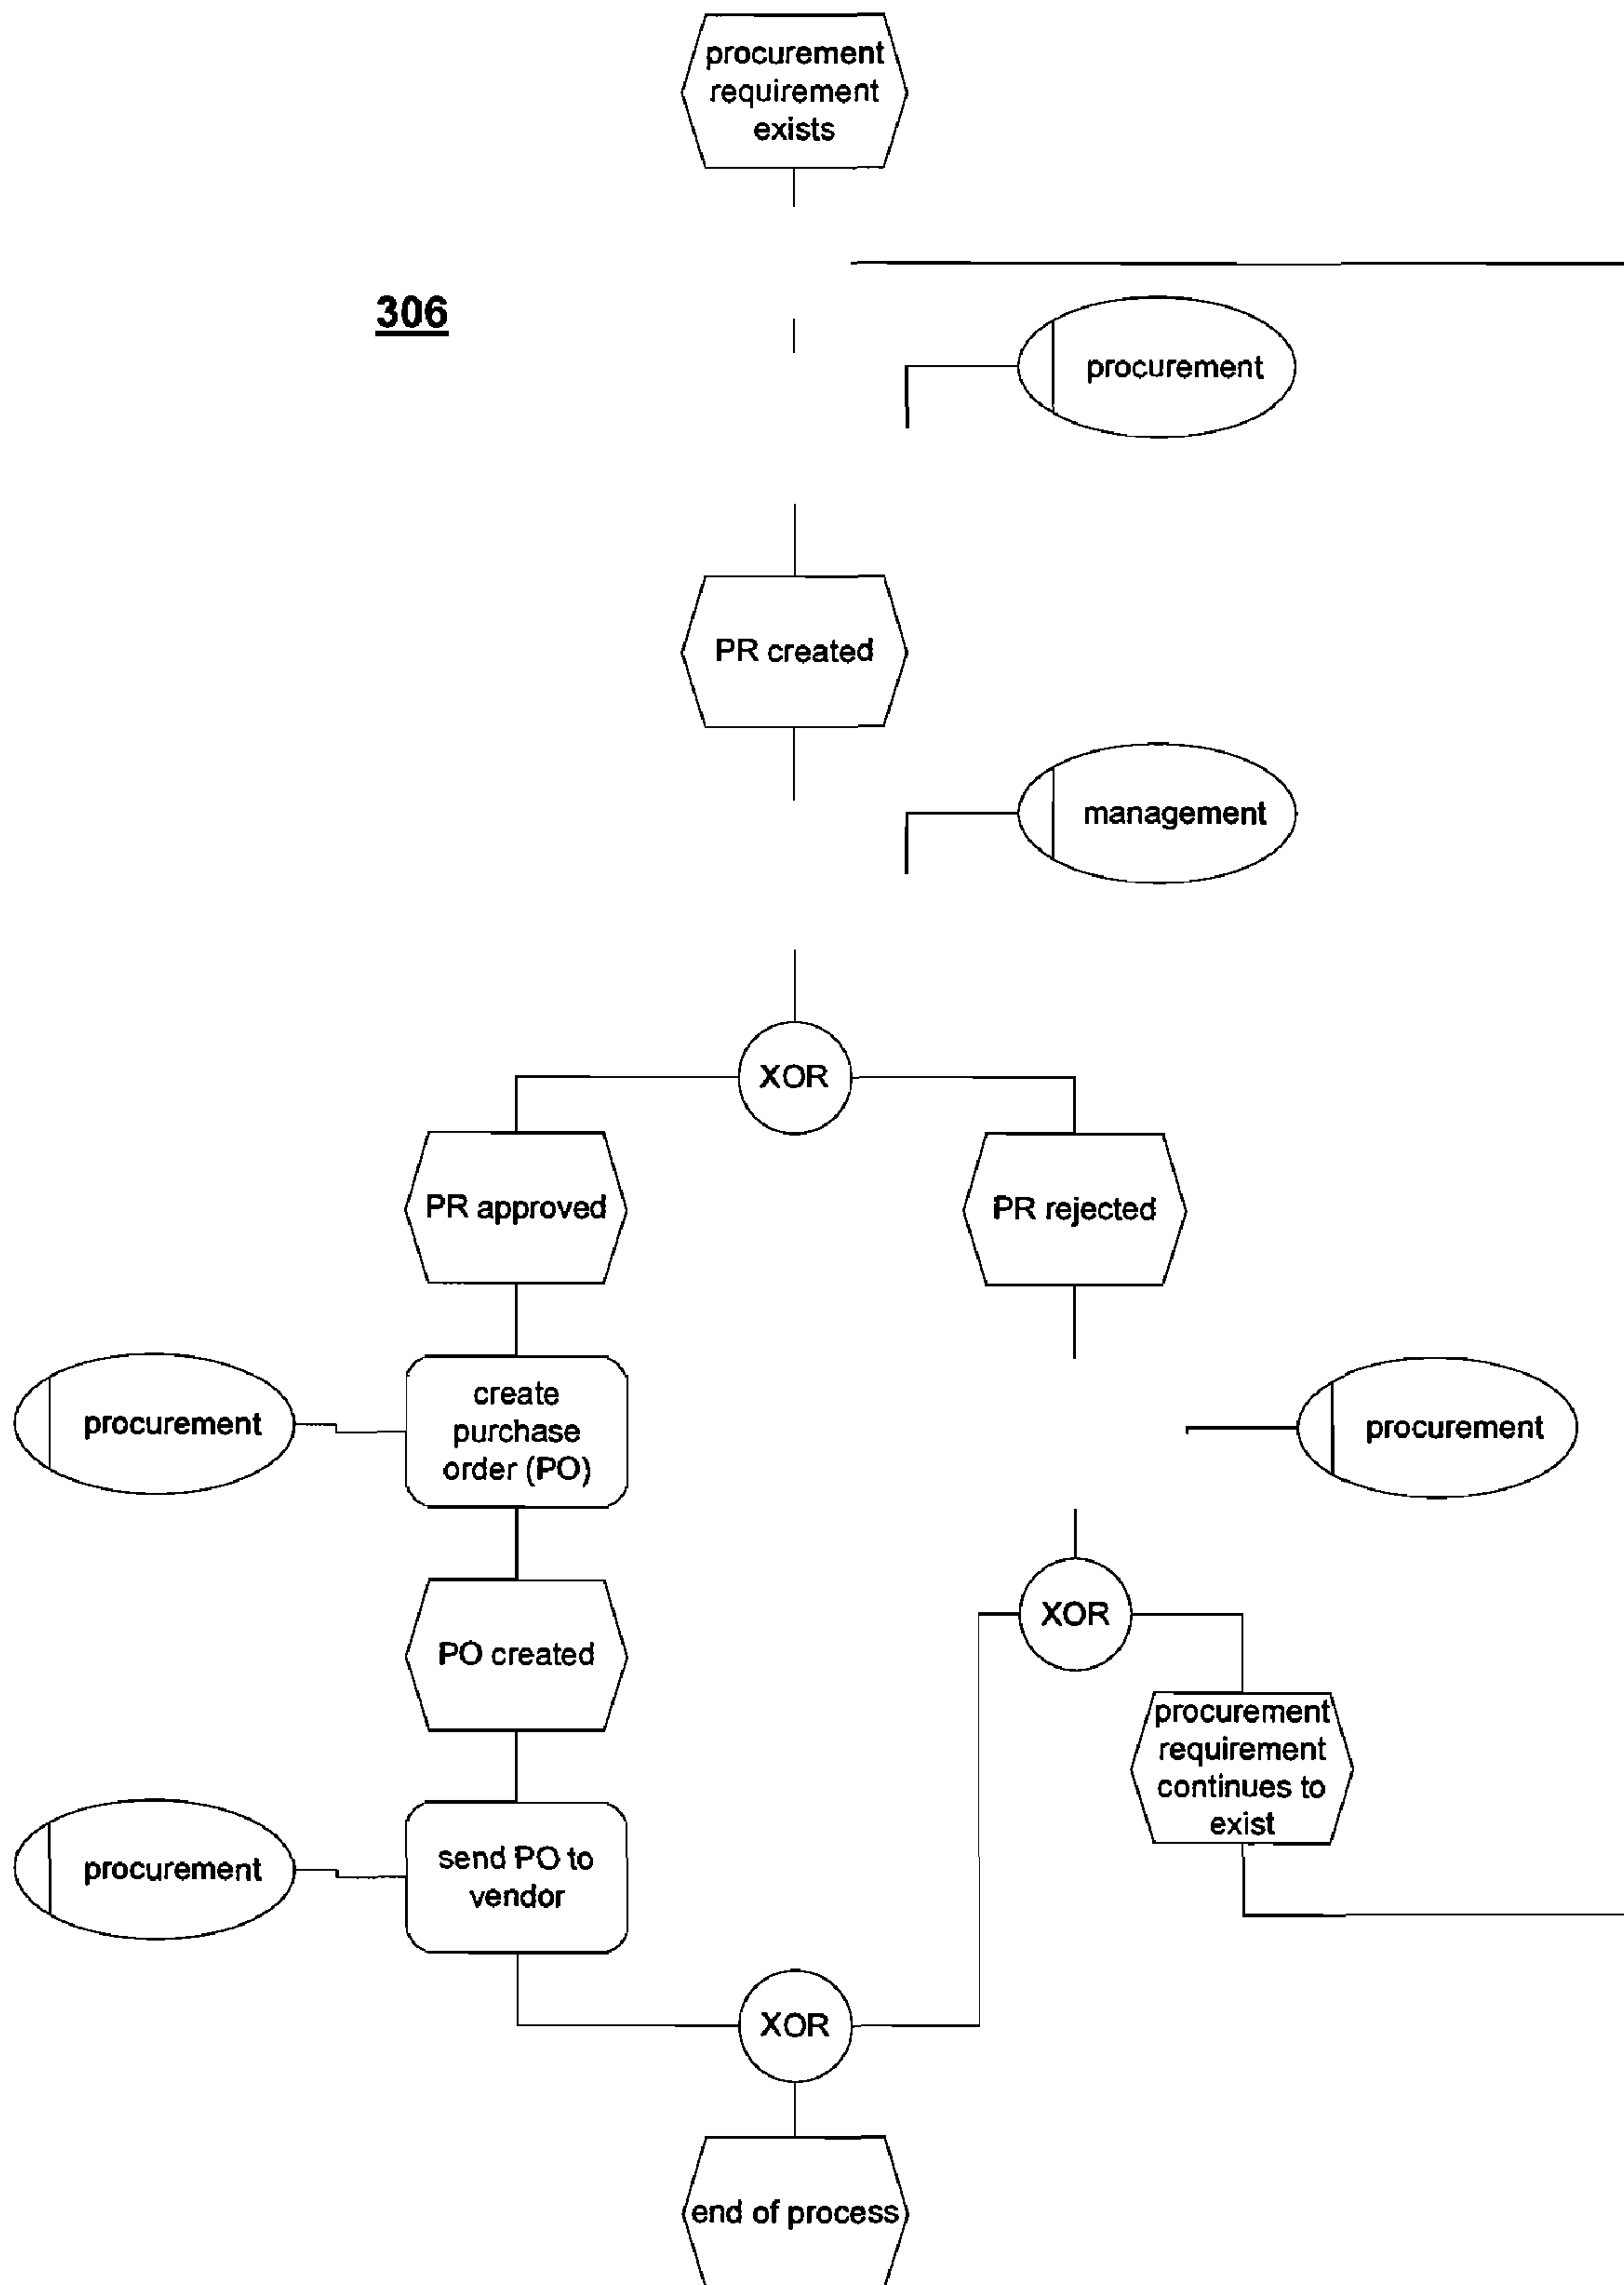 procurement
requirement
exists
306
procurement
PR created
management
XOR
PR approved
PR rejected
procurement
create
purchase
order (PO)
procurement
XOR
PO created
procurement
requirement
continues to
exist
procurement
send PO to
vendor
XOR
end of process